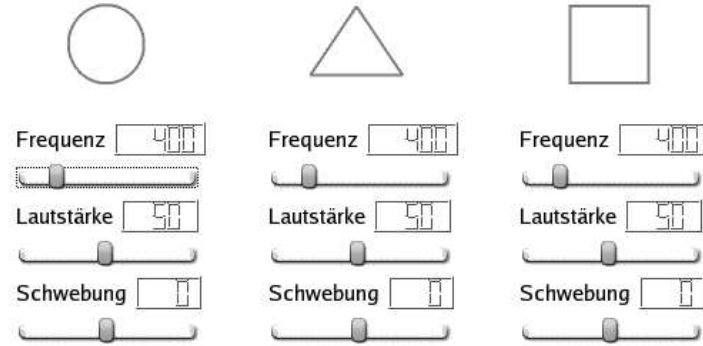 Frequenz 400 Frequenz 400 Frequenz 400
Lautstärke 50 Lautstärke 50 Lautstärke 50
Schwebung 0 Schwebung 0 Schwebung 0